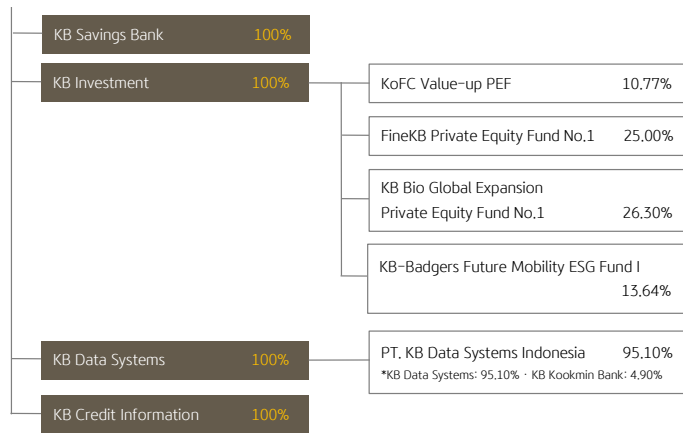 KB Savings Bank 100%
KB Investment 100%
KoFC Value-up PEF 10.77%
FineKB Private Equity Fund No.1 25.00%
KB Bio Global Expansion
Private Equity Fund No.1 26.30%
KB-Badgers Future Mobility ESG Fund I
13.64%
KB Data Systems 100%
PT. KB Data Systems Indonesia 95.10%
*KB Data Systems: 95.10% · KB Kookmin Bank: 4.90%
KB Credit Information 100%